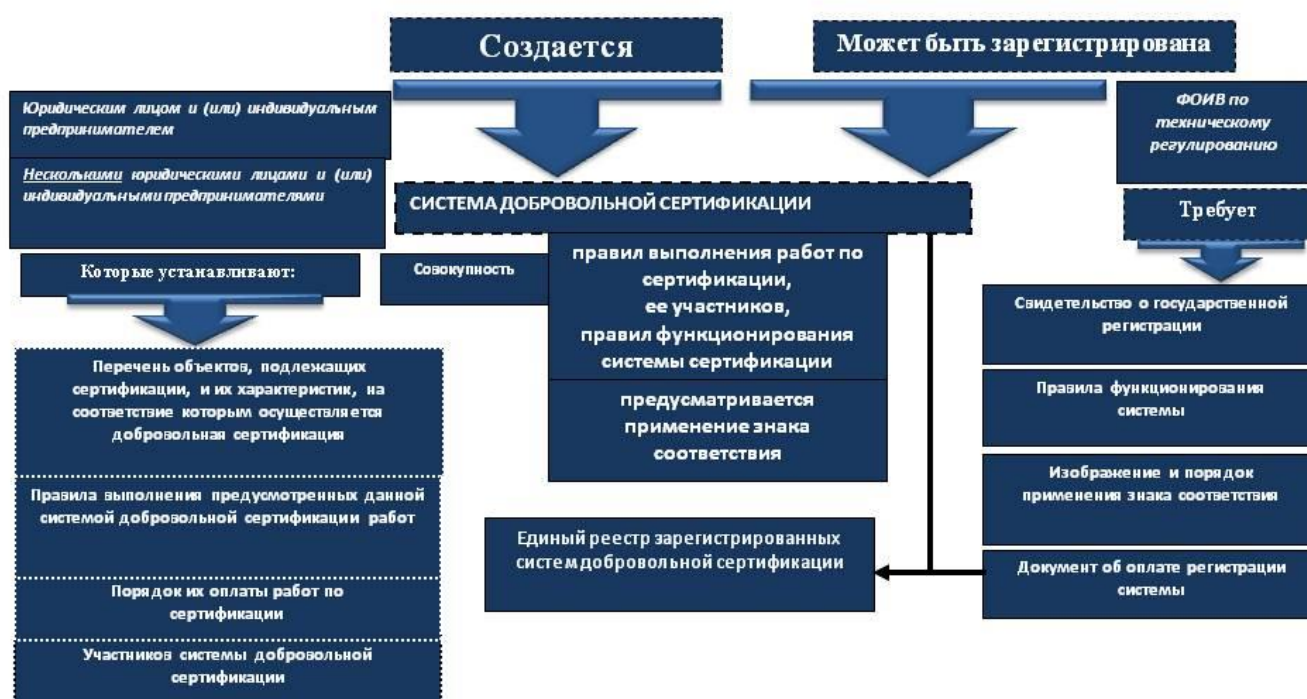 Создается
Может быть зарегистрирована
Юридическим лицом и (или) индивидуальным
предпринимателем
Несколькими юридическими лицами и (или)
индивидуальными предпринимателями
ФОИВ по
техническому
регулированию
СИСТЕМА ДОБРОВОЛЬНОЙ СЕРТИФИКАЦИИ
Требует
Которые устанавливают:
Совокупность
правил выполнения работ по
сертификации,
ее участников,
правил функционирования
системы сертификации
предусматривается
применение знака
соответствия
Перечень объектов, подлежащих
сертификации, и их характеристик, на
соответствие которым осуществляется
добровольная сертификация
Правила выполнения предусмотренных данной
системой добровольной сертификации работ
Порядок их оплаты работ по
сертификации
Участников системы добровольной
сертификации
Свидетельство о государственной
регистрации
Правила функционирования
системы
Изображение и порядок
применения знака соответствия
Документ об оплате регистрации
системы
Единый реестр зарегистрированных
систем добровольной сертификации